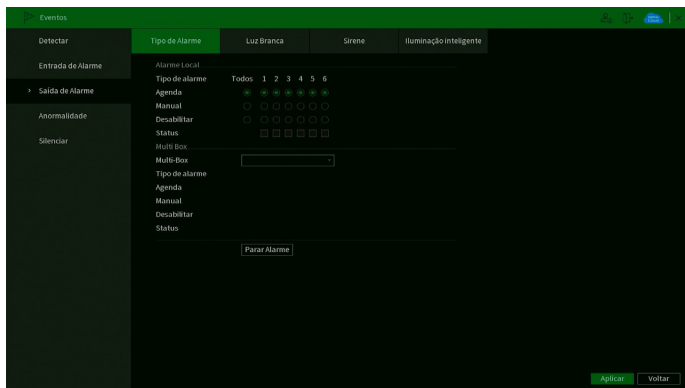 Eventos
Detectar
Entrada de Alarme
Saída de Alarme
Anormalidade
Silenciar
Tipo de Alarme Luz Branca Sirene Iluminação inteligente
Alarme Local
Tipo de alarme Todos 1 2 3 4 5 6
Agenda
Manual
Desabilitar
Status
Multi Box
Multi-Box
Tipo de alarme
Agenda
Manual
Desabilitar
Status
Parar Alarme
Aplicar Voltar